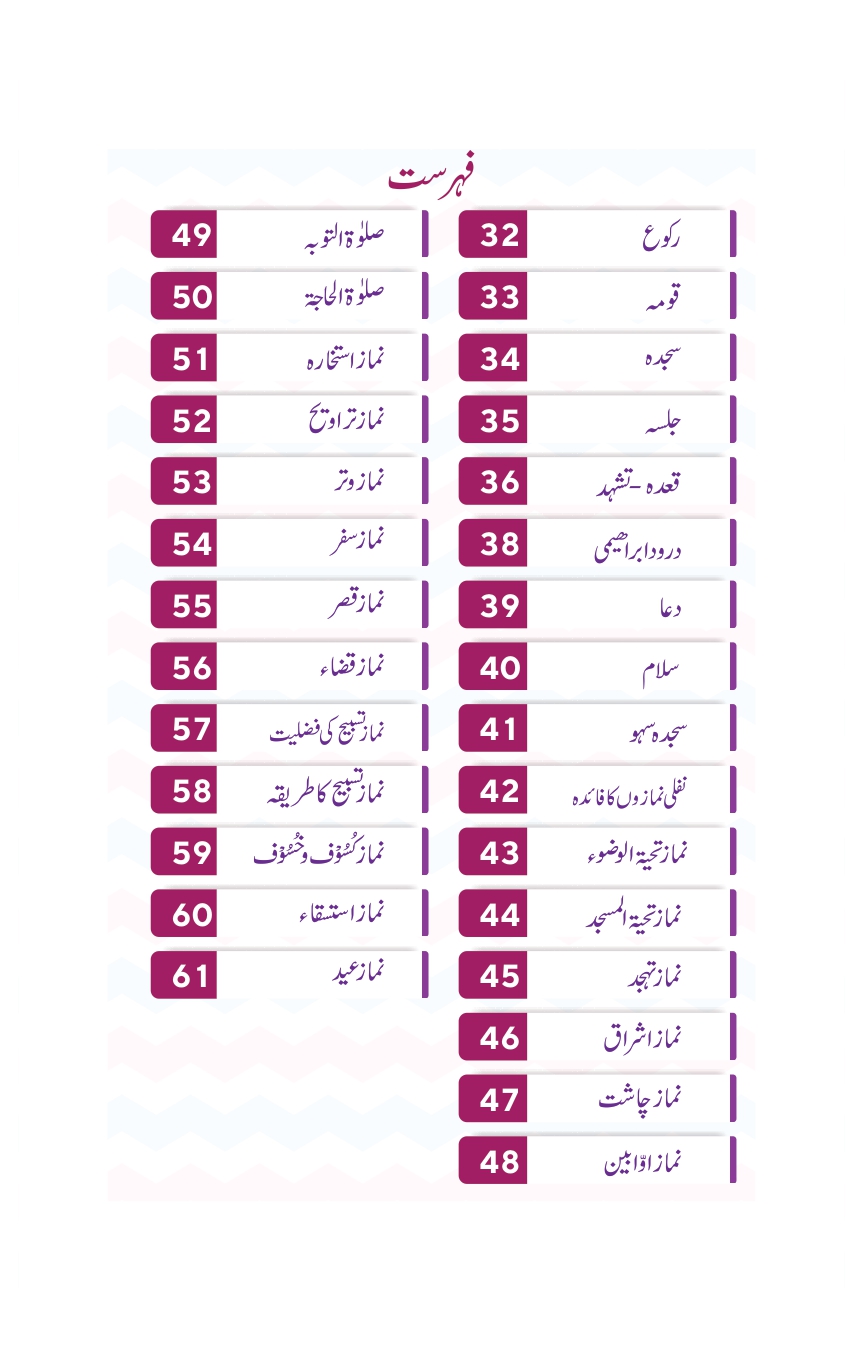 فہرست
رکوع 32
قومہ 33
سجدہ 34
جلسہ 35
قعدہ - تشہد 36
درود ابراھیمی 38
دعا 39
سلام 40
سجدہ سہو 41
نفلی نمازوں کا فائدہ 42
نماز تحیۃ الوضوء 43
نماز تحیۃ المسجد 44
نماز تہجد 45
نماز اشراق 46
نماز چاشت 47
نماز اوّابین 48
صلوٰۃ التوبہ 49
صلوٰۃ الحاجۃ 50
نماز استخارہ 51
نماز تراویح 52
نماز وتر 53
نماز سفر 54
نماز قصر 55
نماز قضاء 56
نماز تسبیح کی فضلیت 57
نماز تسبیح کا طریقہ 58
نماز کُسُوْف و خُسُوْف 59
نماز استسقاء 60
نماز عید 61